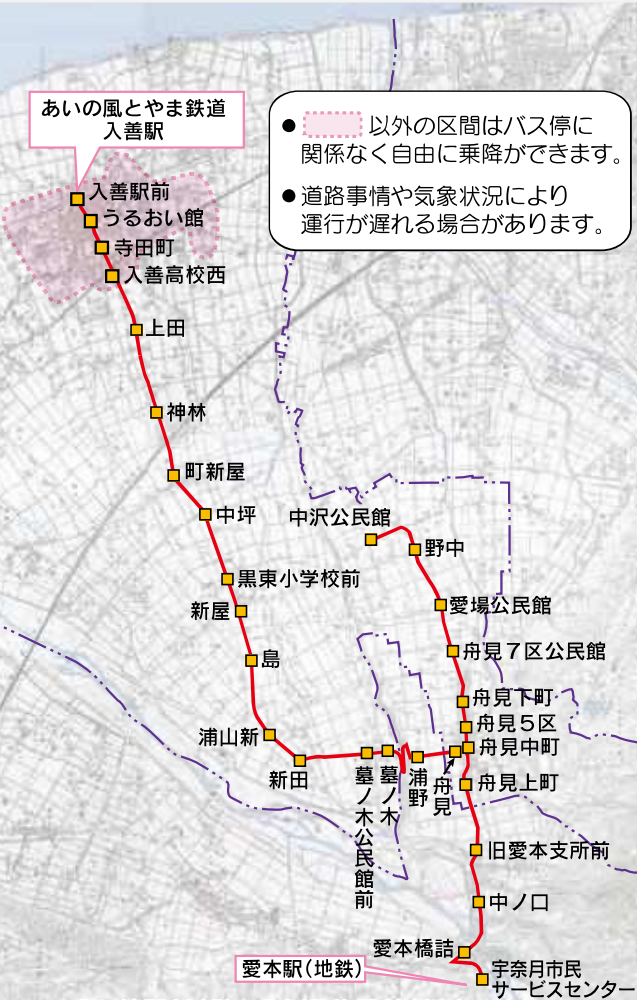 あいの風とやま鉄道
入善駅
● 以外の区間はバス停に
関係なく自由に乗降ができます。
● 道路事情や気象状況により
運行が遅れる場合があります。
入善駅前
うるおい館
寺田町
入善高校西
上田
神林
町新屋
中坪
黒東小学校前
新屋
島
浦山新
新田
墓ノ木公民館前
墓ノ木
浦野
舟見
中沢公民館
野中
愛場公民館
舟見7区公民館
舟見下町
舟見5区
舟見中町
舟見上町
旧愛本支所前
中ノ口
愛本橋詰
愛本駅(地鉄)
宇奈月市民
サービスセンター